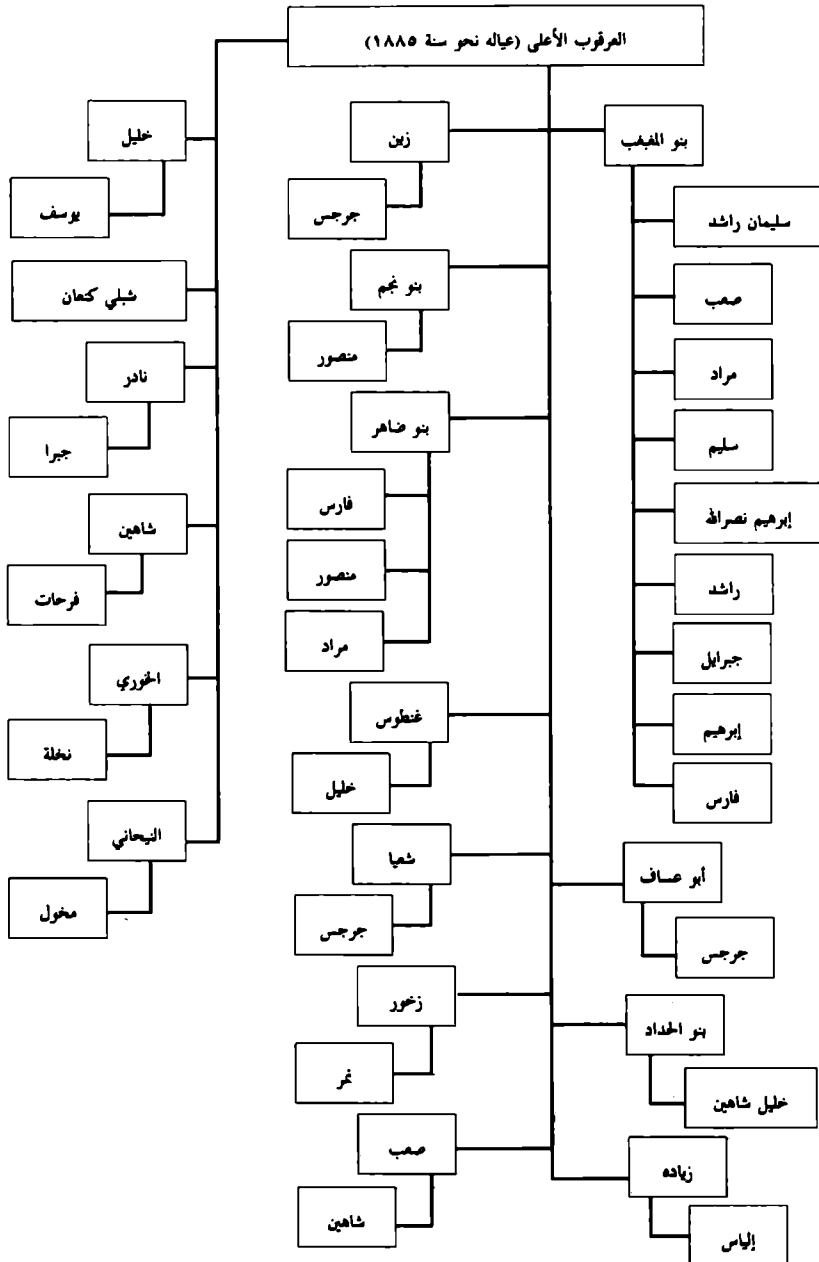 العرقوب الأعلى (عياله نحو سنة ١٨٨٥)
بنو المغبغب
سليمان راشد
صعب
مراد
سليم
إبرهيم نصرالله
راشد
جبرايل
إبرهيم
فارس
أبو عساف
جرجس
بنو الحداد
خليل شاهين
زياده
إلياس
زين
جرجس
بنو نجم
منصور
بنو ضاهر
فارس
منصور
مراد
غنطوس
خليل
شعيا
جرجس
زخور
نمر
صعب
شاهين
خليل
يوسف
شبلي كنعان
نادر
جبرا
شاهين
فرحات
الخوري
نخلة
النيحاني
مخول